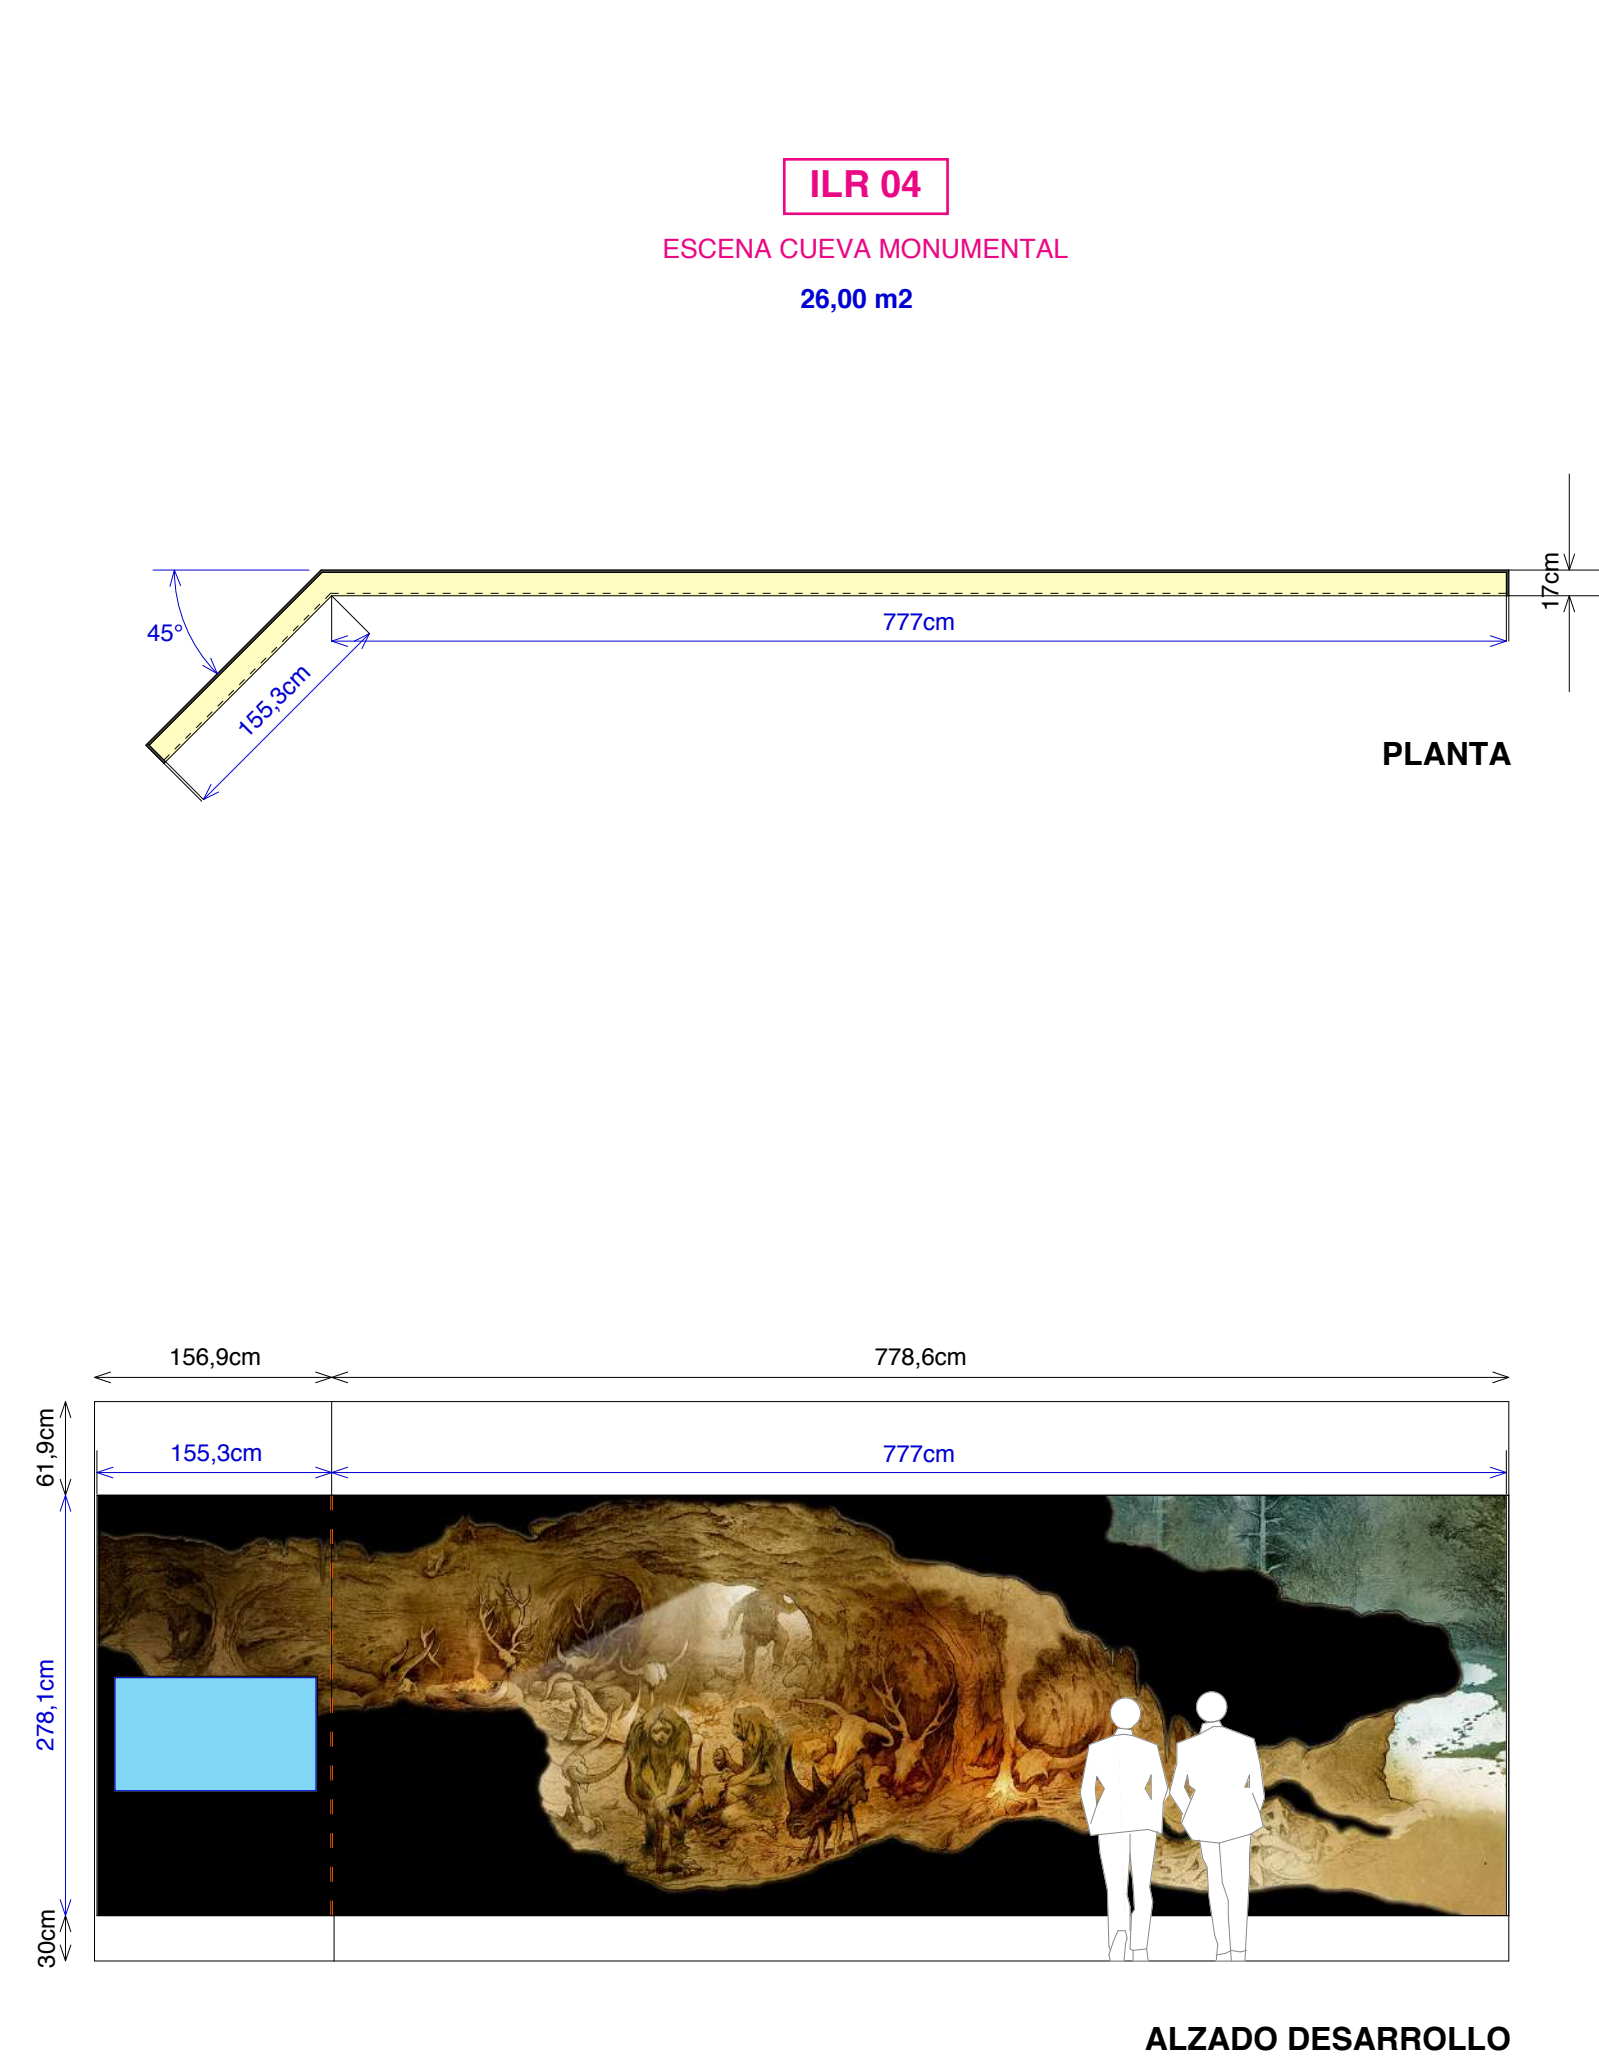 ILR 04
ESCENA CUEVA MONUMENTAL
26,00 m2
17cm
45°
777cm
155,3cm
PLANTA
156,9cm
778,6cm
61,9cm
155,3cm
777cm
278,1cm
30cm
ALZADO DESARROLLO